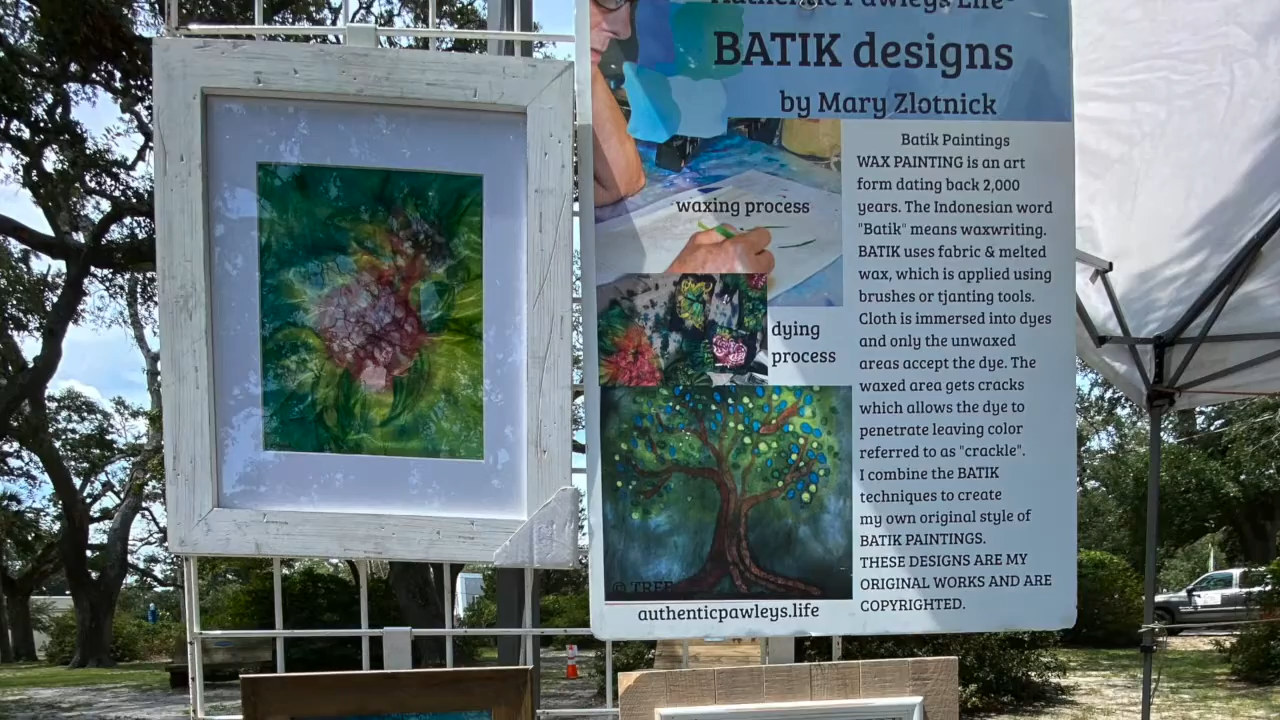 Authentic Pawleys Life
BATIK designs
by Mary Zlotnick
Batik Paintings
WAX PAINTING is an art
form dating back 2,000
years. The Indonesian word
"Batik" means waxwriting.
BATIK uses fabric & melted
wax, which is applied using
brushes or tjanting tools.
Cloth is immersed into dyes
and only the unwaxed
areas accept the dye. The
waxed area gets cracks
which allows the dye to
penetrate leaving color
referred to as "crackle".
I combine the BATIK
techniques to create
my own original style of
BATIK PAINTINGS.
THESE DESIGNS ARE MY
ORIGINAL WORKS AND ARE
COPYRIGHTED.
waxing process
dying
process
© TREE
authenticpawleys.life